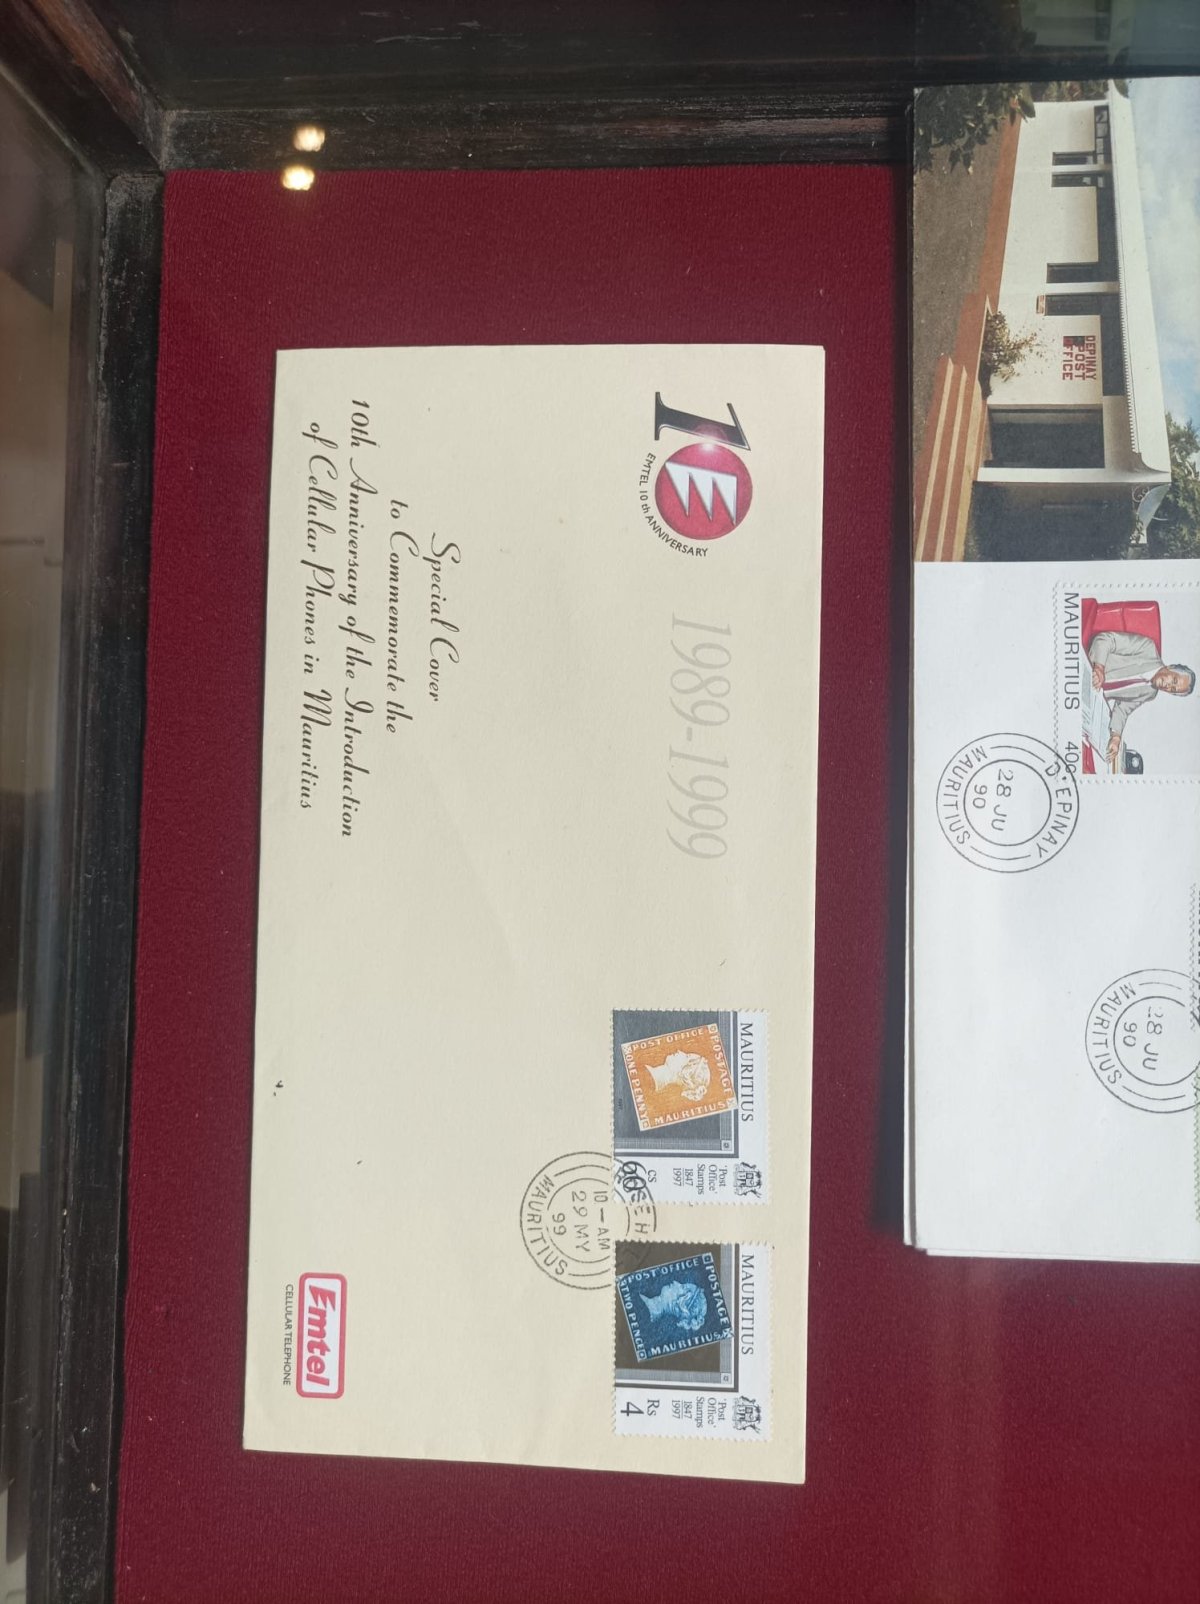 EMTEL 10 th ANNIVERSARY
1989-1999
Special Cover
to Commemorate the
10th Anniversary of the Introduction
of Cellular Phones in Mauritius
MAURITIUS
POST OFFICE
POSTAGE
MAURITIUS
ONE PENNY
'Post
Office'
Stamps
1847
1997
cs
60
MAURITIUS
POST OFFICE
POSTAGE
MAURITIUS
TWO PENCE
'Post
Office'
Stamps
1847
1997
Rs
4
10-AM
29 MY
99
MAURITIUS
Emtel
CELLULAR TELEPHONE
DEPINAY
POST
OFFICE
MAURITIUS
40c
D'EPINAY
28 JU
90
MAURITIUS
28 JU
90
MAURITIUS